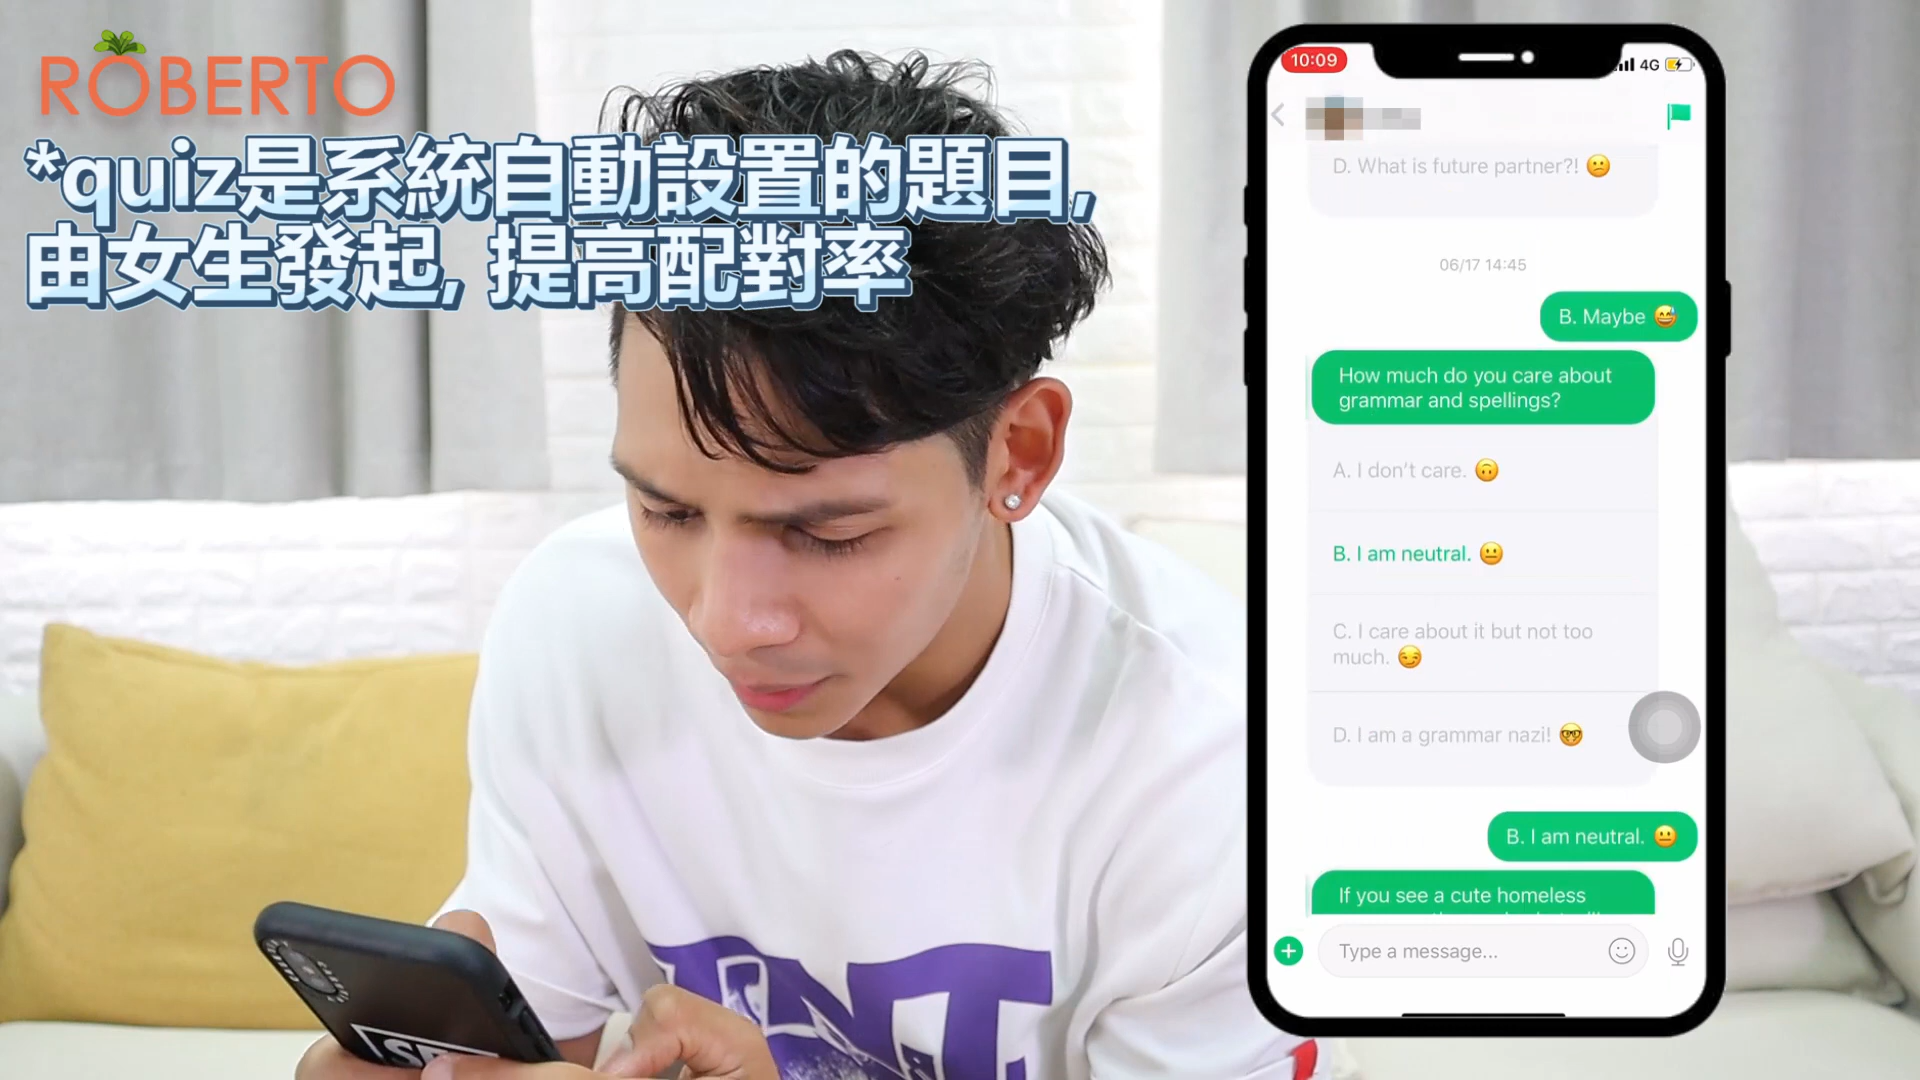 ROBERTO
*quiz是系統自動設置的題目,
由女生發起, 提高配對率
10:09
4G
D. What is future partner?! 😕
06/17 14:45
B. Maybe 😅
How much do you care about
grammar and spellings?
A. I don't care. 🙃
B. I am neutral. 😐
C. I care about it but not too
much. 😏
D. I am a grammar nazi! 🤓
B. I am neutral. 😐
If you see a cute homeless
Type a message...